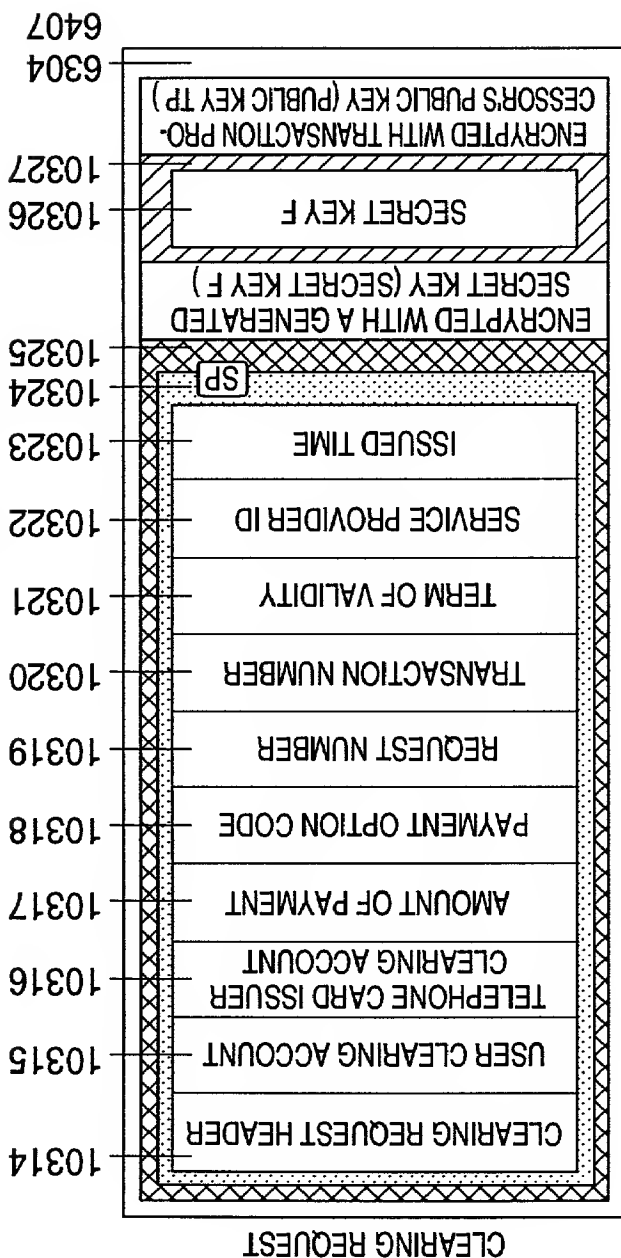 CLEARING REQUEST
10314
CLEARING REQUEST HEADER
10315
USER CLEARING ACCOUNT
10316
TELEPHONE CARD ISSUER
CLEARING ACCOUNT
10317
AMOUNT OF PAYMENT
10318
PAYMENT OPTION CODE
10319
REQUEST NUMBER
10320
TRANSACTION NUMBER
10321
TERM OF VALIDITY
10322
SERVICE PROVIDER ID
10323
ISSUED TIME
10324
SP
10325
ENCRYPTED WITH A GENERATED
SECRET KEY (SECRET KEY F)
10326
SECRET KEY F
10327
ENCRYPTED WITH TRANSACTION PRO-
CESSOR'S PUBLIC KEY (PUBLIC KEY TP)
6304
6407